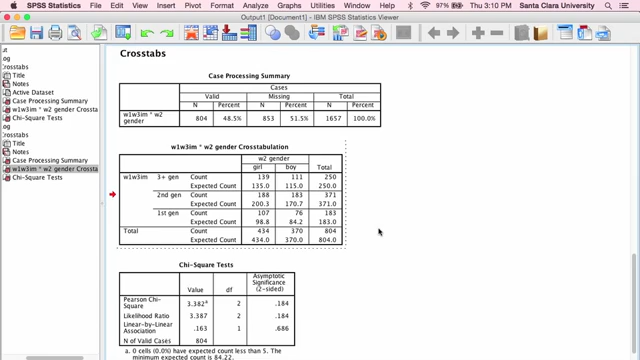 SPSS Statistics File Edit View Data Transform Insert Format Analyze Graphs Utilities Window Help 97% Thu 3:10 PM Santa Clara University
Output1 [Document1] - IBM SPSS Statistics Viewer
Title
Notes
Active Dataset
Case Processing Summary
w1w3im * w2 gender Crossta
Chi-Square Tests
og
rosstabs
Title
Notes
Case Processing Summary
w1w3im * w2 gender Crossta
Chi-Square Tests
Crosstabs
Case Processing Summary
Cases
Valid Missing Total
N Percent N Percent N Percent
w1w3im * w2 gender 804 48.5% 853 51.5% 1657 100.0%
w1w3im * w2 gender Crosstabulation
w2 gender
girl boy Total
w1w3im 3+ gen Count 139 111 250
Expected Count 135.0 115.0 250.0
2nd gen Count 188 183 371
Expected Count 200.3 170.7 371.0
1st gen Count 107 76 183
Expected Count 98.8 84.2 183.0
Total Count 434 370 804
Expected Count 434.0 370.0 804.0
Chi-Square Tests
Value df Asymptotic Significance (2-sided)
Pearson Chi-Square 3.382a 2 .184
Likelihood Ratio 3.387 2 .184
Linear-by-Linear Association .163 1 .686
N of Valid Cases 804
a. 0 cells (0.0%) have expected count less than 5. The
minimum expected count is 84.22.